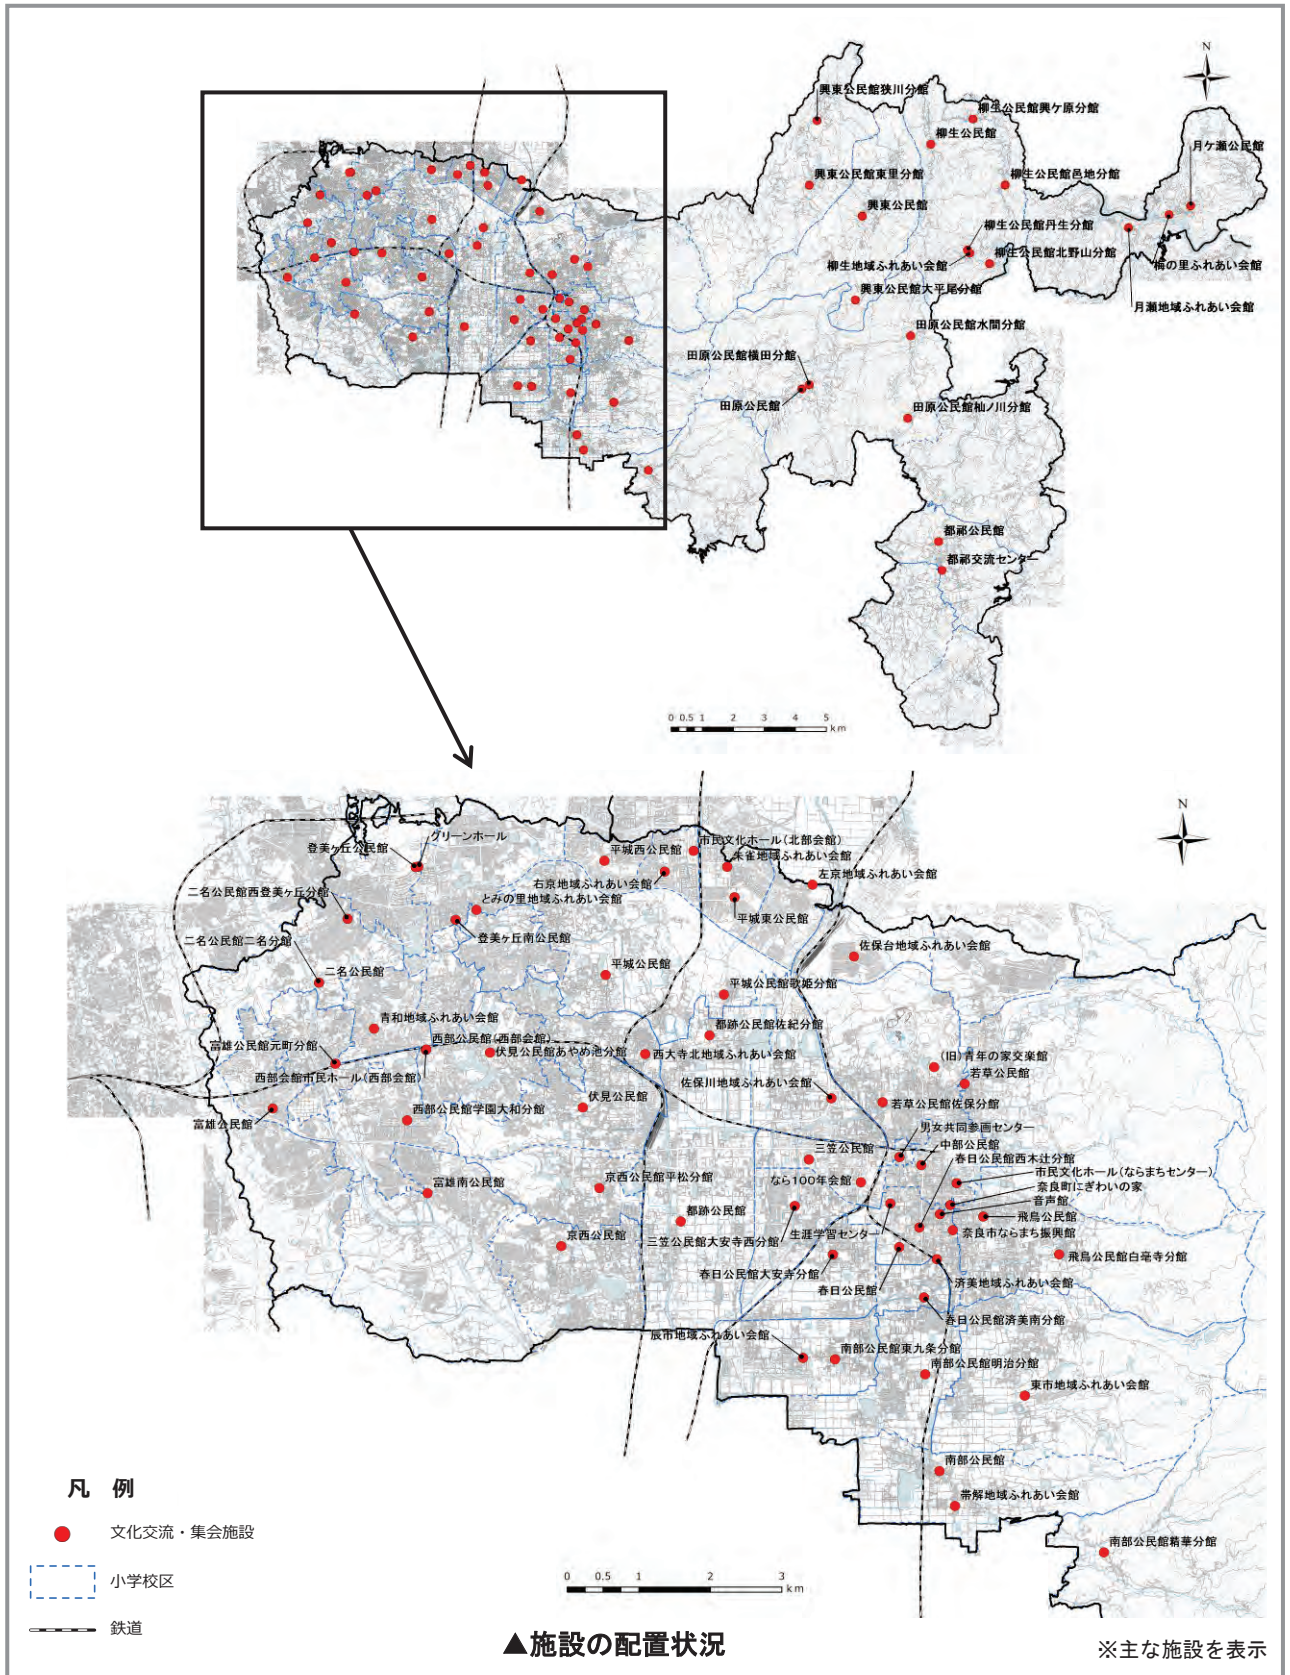 N
興東公民館狭川分館
柳生公民館興ケ原分館
柳生公民館
月ケ瀬公民館
興東公民館東里分館
柳生公民館邑地分館
興東公民館
柳生公民館丹生分館
柳生公民館北野山分館
柳生地域ふれあい会館
梅の里ふれあい会館
興東公民館大平尾分館
月瀬地域ふれあい会館
田原公民館水間分館
田原公民館横田分館
田原公民館
田原公民館杣ノ川分館
都祁公民館
都祁交流センター
0 0.5 1 2 3 4 5
km
N
グリーンホール
登美ヶ丘公民館
平城西公民館
市民文化ホール(北部会館)
朱雀地域ふれあい会館
右京地域ふれあい会館
左京地域ふれあい会館
二名公民館西登美ヶ丘分館
とみの里地域ふれあい会館
平城東公民館
登美ヶ丘南公民館
二名公民館二名分館
佐保台地域ふれあい会館
二名公民館
平城公民館
平城公民館歌姫分館
青和地域ふれあい会館
都跡公民館佐紀分館
富雄公民館元町分館
西部公民館(西部会館)
伏見公民館あやめ池分館
西大寺北地域ふれあい会館
(旧)青年の家交楽館
西部会館市民ホール(西部会館)
若草公民館
佐保川地域ふれあい会館
伏見公民館
若草公民館佐保分館
富雄公民館
西部公民館学園大和分館
男女共同参画センター
中部公民館
三笠公民館
春日公民館西木辻分館
市民文化ホール(ならまちセンター)
なら100年会館
富雄南公民館
京西公民館平松分館
奈良町にぎわいの家
音声館
都跡公民館
飛鳥公民館
生涯学習センター
奈良市ならまち振興館
三笠公民館大安寺西分館
京西公民館
飛鳥公民館白毫寺分館
春日公民館大安寺分館
春日公民館
済美地域ふれあい会館
春日公民館済美南分館
辰市地域ふれあい会館
南部公民館東九条分館
南部公民館明治分館
東市地域ふれあい会館
南部公民館
帯解地域ふれあい会館
南部公民館精華分館
凡 例
文化交流・集会施設
小学校区
鉄道
0 0.5 1 2 3
km
▲施設の配置状況
※主な施設を表示